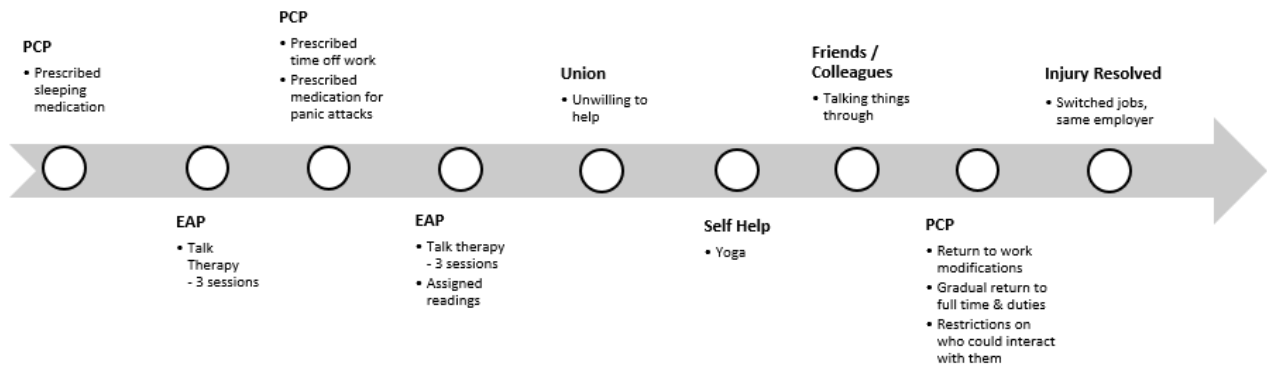 PCP
• Prescribed
sleeping
medication
EAP
• Talk
Therapy
- 3 sessions
PCP
• Prescribed
time off work
• Prescribed
medication for
panic attacks
EAP
• Talk therapy
- 3 sessions
• Assigned
readings
Union
• Unwilling to
help
Self Help
• Yoga
Friends /
Colleagues
• Talking things
through
PCP
• Return to work
modifications
• Gradual return to
full time & duties
• Restrictions on
who could interact
with them
Injury Resolved
• Switched jobs,
same employer